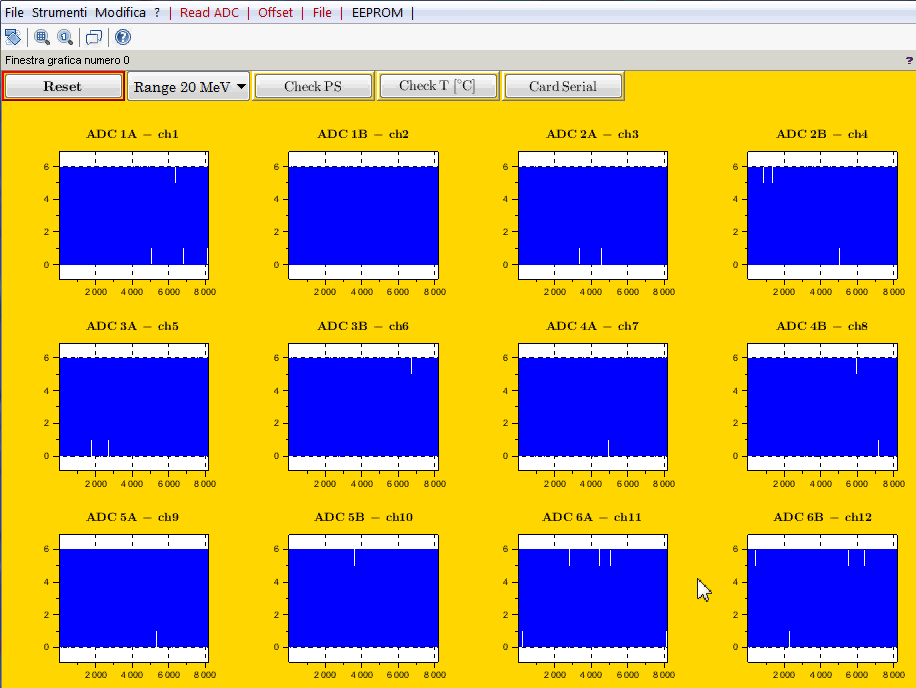 File Strumenti Modifica ? | Read ADC | Offset | File | EEPROM |
Finestra grafica numero 0 ?
Reset Range 20 MeV Check PS Check T [°C] Card Serial
ADC 1A − ch1 ADC 1B − ch2 ADC 2A − ch3 ADC 2B − ch4
6 6 6 6
4 4 4 4
2 2 2 2
0 0 0 0
2 000 4 000 6 000 8 000 2 000 4 000 6 000 8 000 2 000 4 000 6 000 8 000 2 000 4 000 6 000 8 000
ADC 3A − ch5 ADC 3B − ch6 ADC 4A − ch7 ADC 4B − ch8
6 6 6 6
4 4 4 4
2 2 2 2
0 0 0 0
2 000 4 000 6 000 8 000 2 000 4 000 6 000 8 000 2 000 4 000 6 000 8 000 2 000 4 000 6 000 8 000
ADC 5A − ch9 ADC 5B − ch10 ADC 6A − ch11 ADC 6B − ch12
6 6 6 6
4 4 4 4
2 2 2 2
0 0 0 0
2 000 4 000 6 000 8 000 2 000 4 000 6 000 8 000 2 000 4 000 6 000 8 000 2 000 4 000 6 000 8 000